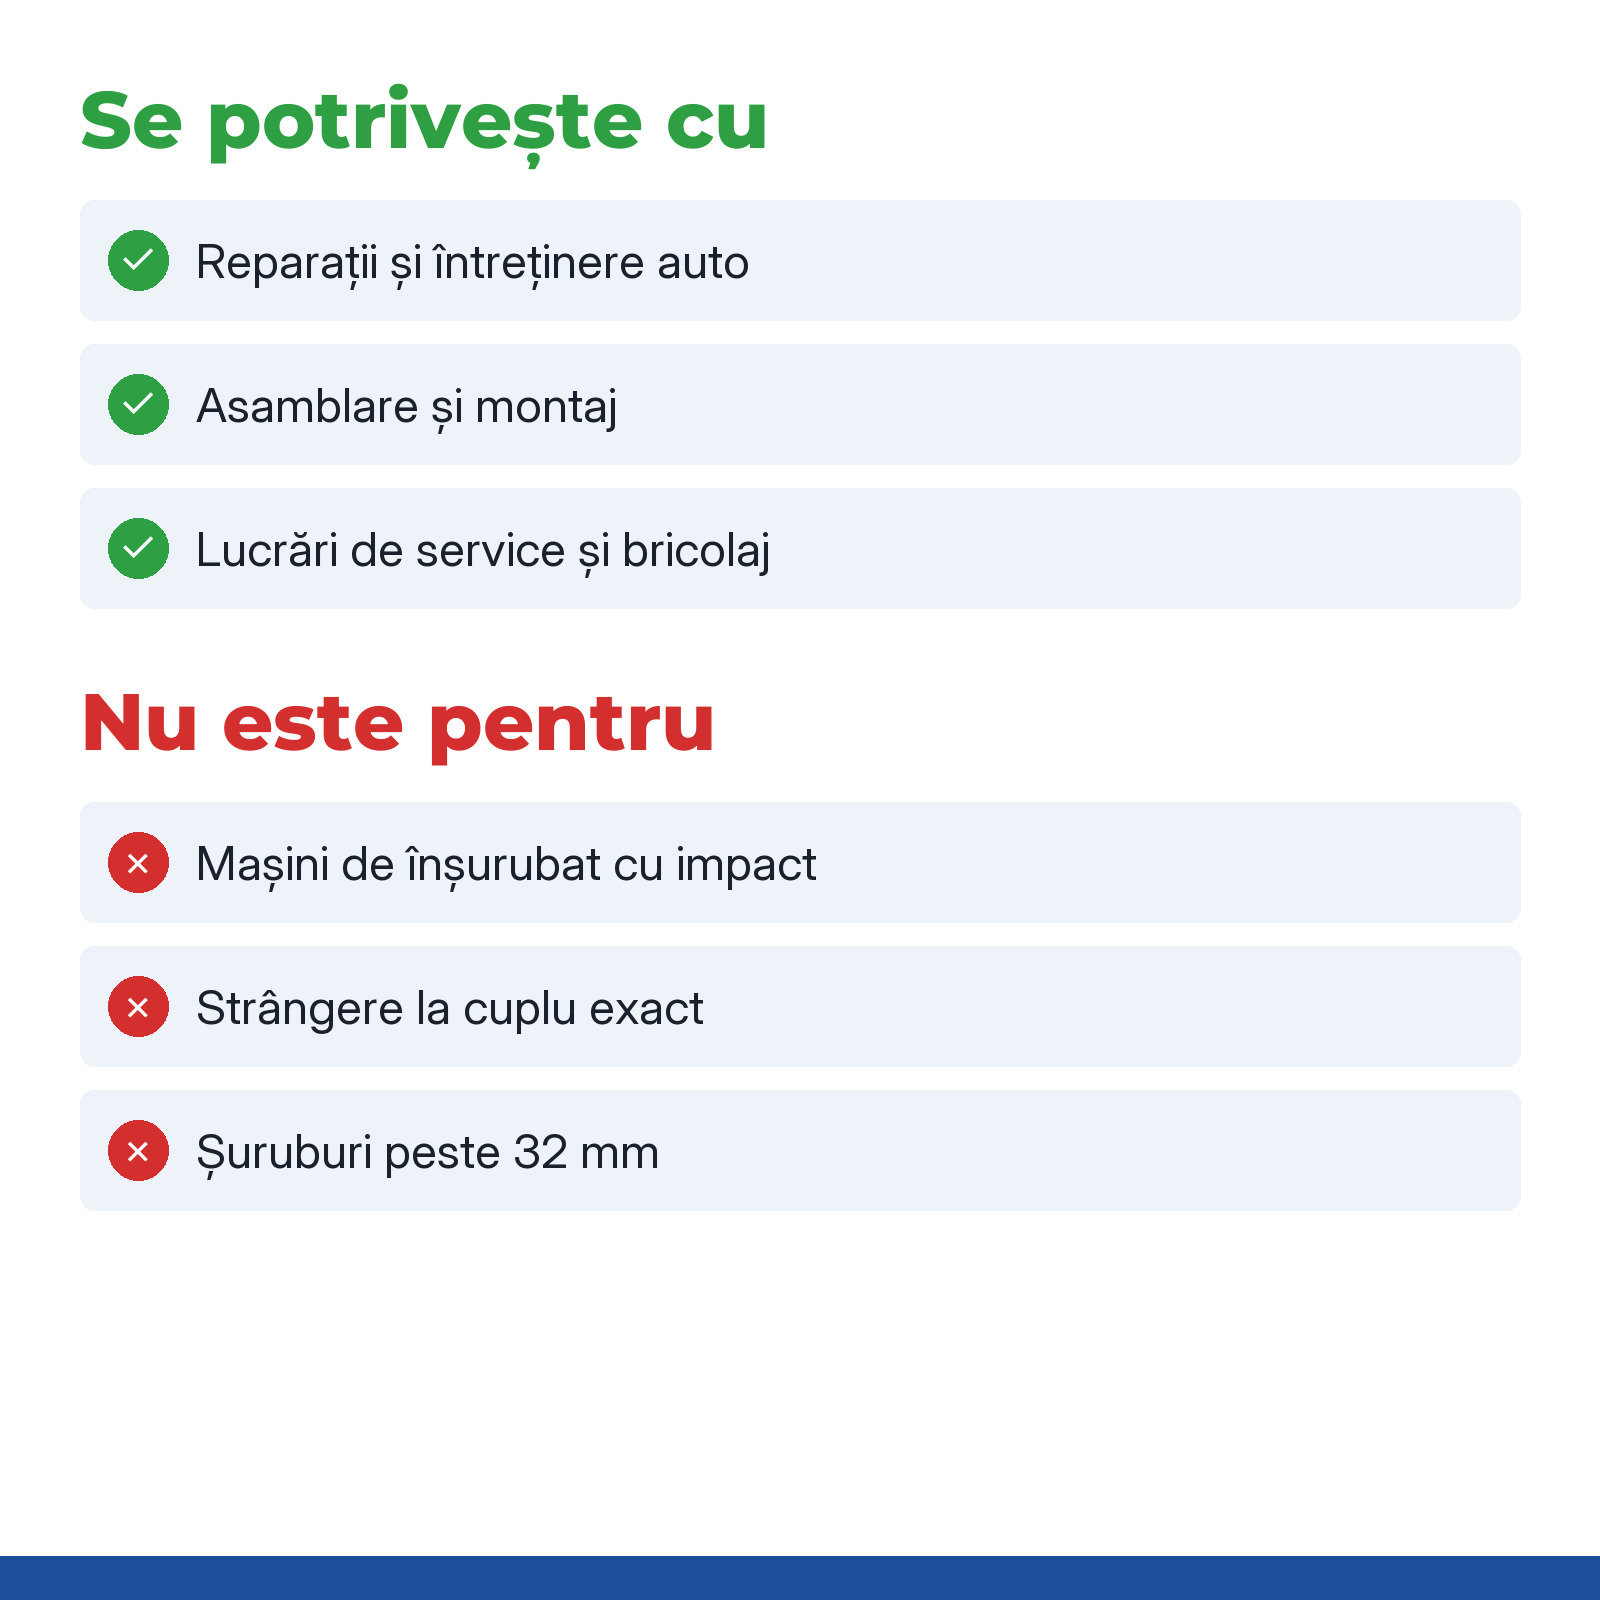 Se potrivește cu
Reparații și întreținere auto
Asamblare și montaj
Lucrări de service și bricolaj
Nu este pentru
Mașini de înșurubat cu impact
Strângere la cuplu exact
Șuruburi peste 32 mm